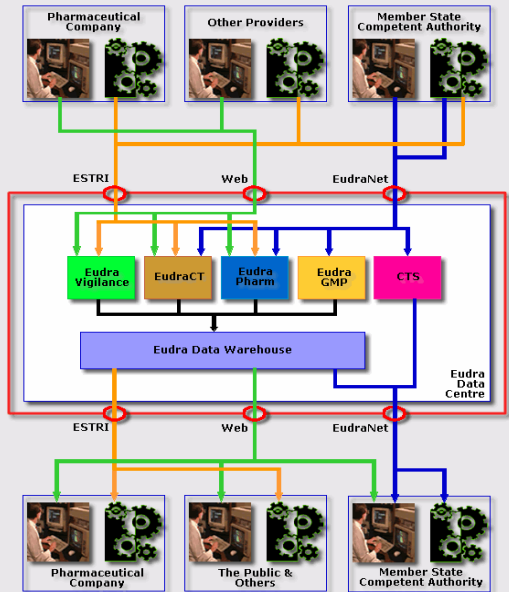 Pharmaceutical
Company
Other Providers
Member State
Competent Authority
ESTRI
Web
EudraNet
Eudra
Vigilance
EudraCT
Eudra
Pharm
Eudra
GMP
CTS
Eudra Data Warehouse
Eudra
Data
Centre
ESTRI
Web
EudraNet
Pharmaceutical
Company
The Public &
Others
Member State
Competent Authority